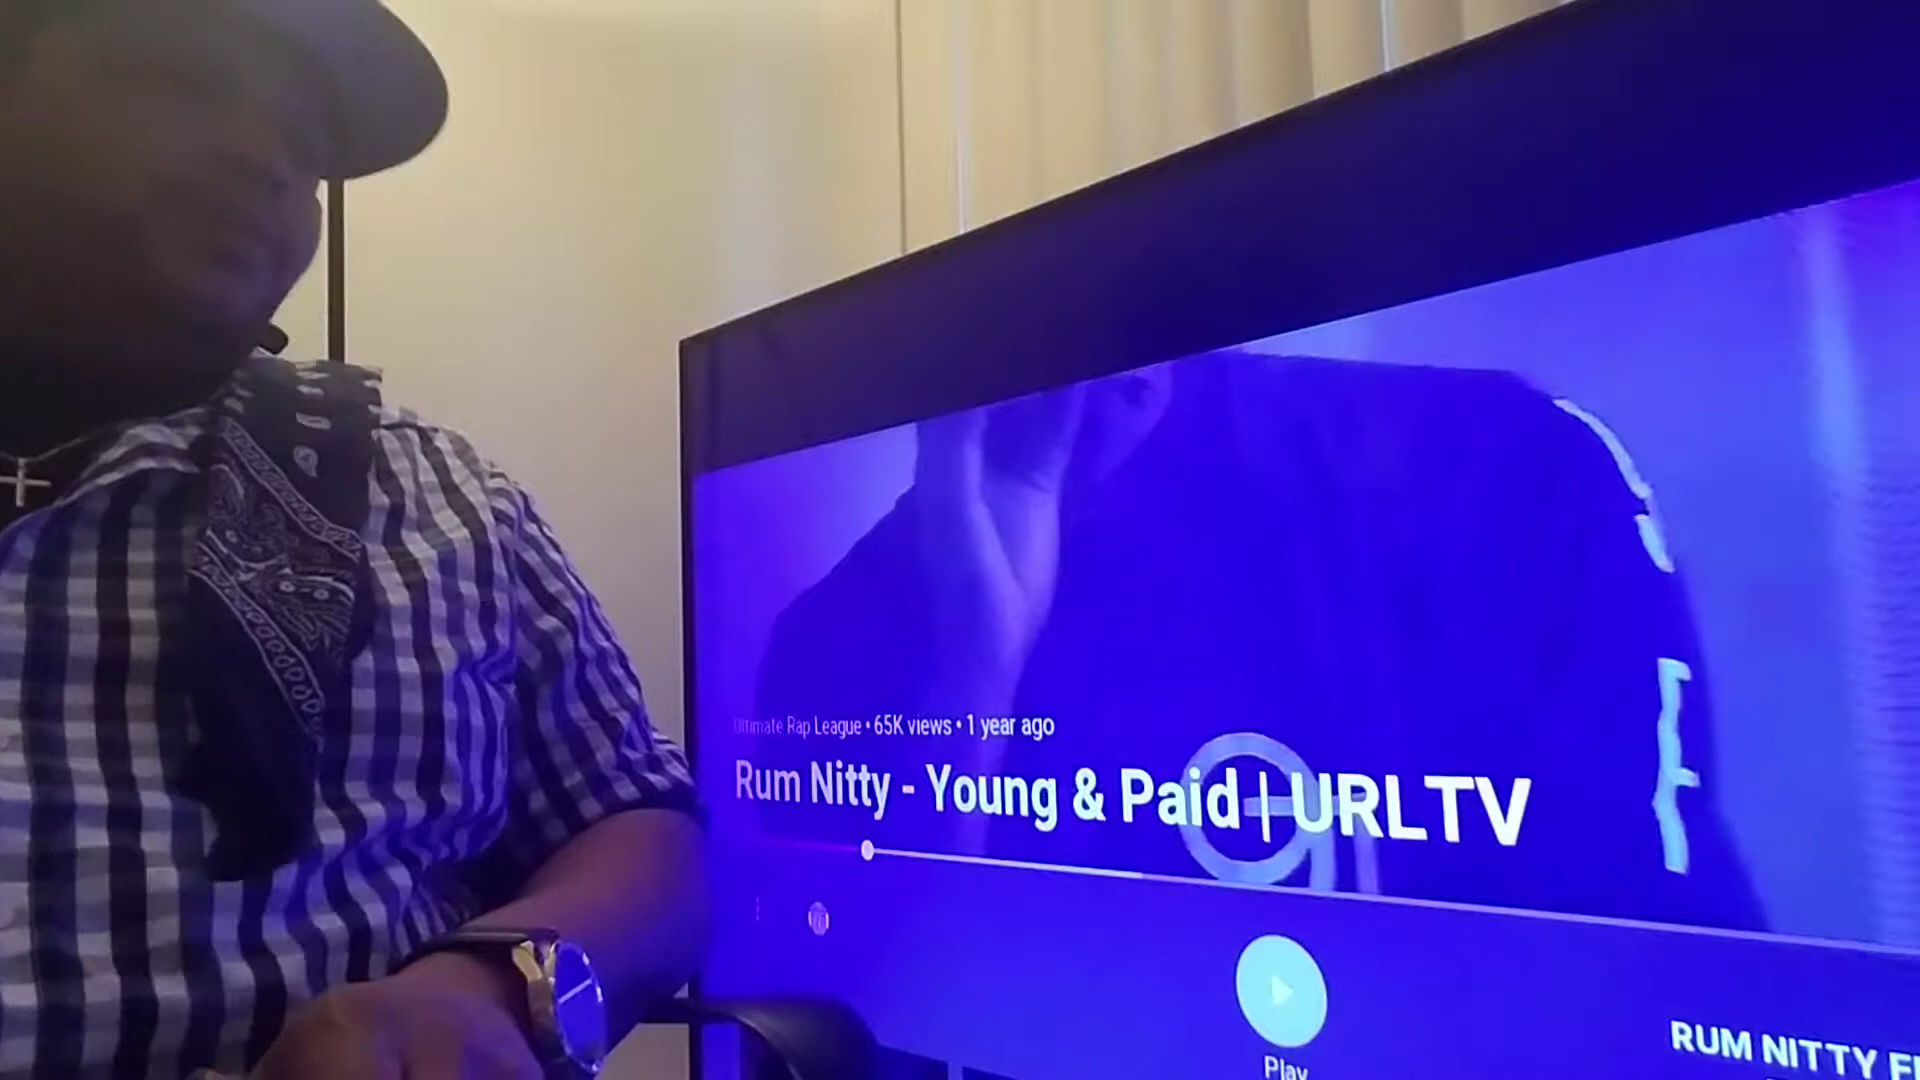 Ultimate Rap League • 65K views • 1 year ago
Rum Nitty - Young & Paid | URLTV
Play
RUM NITTY